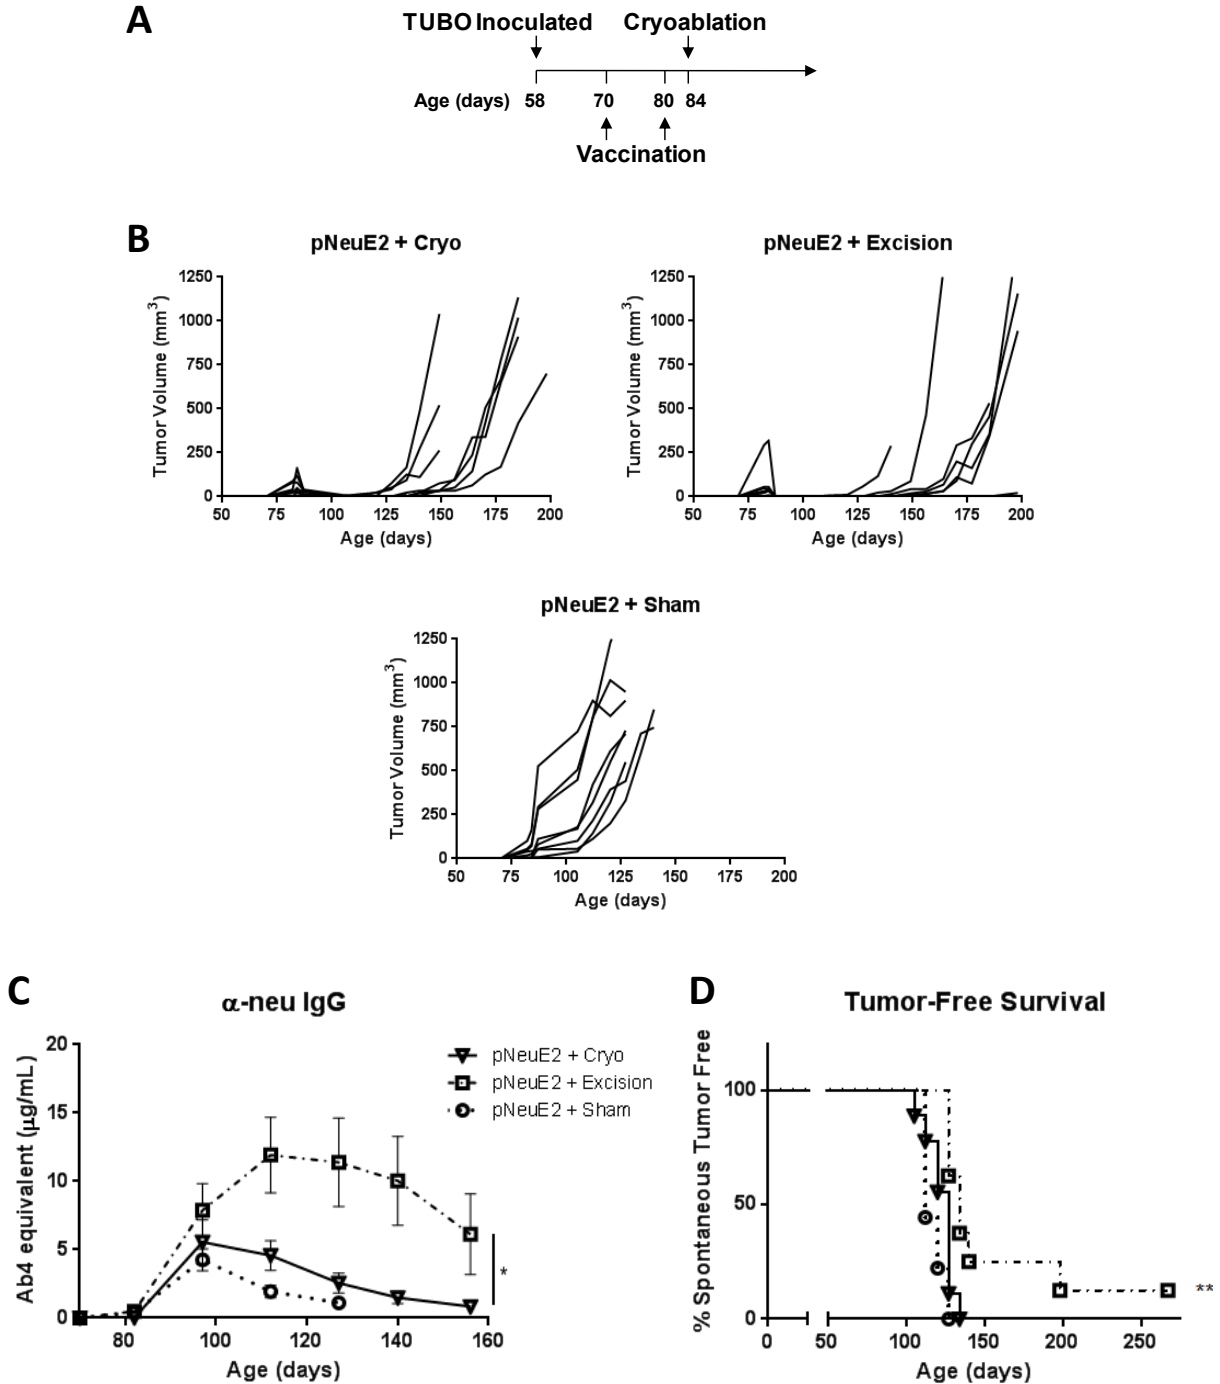 A
TUBO Inoculated Cryoablation
Age (days) 58 70 80 84
Vaccination
B
pNeuE2 + Cryo
Tumor Volume (mm³)
1250
1000
750
500
250
0
50 75 100 125 150 175 200
Age (days)
pNeuE2 + Excision
Tumor Volume (mm³)
1250
1000
750
500
250
0
50 75 100 125 150 175 200
Age (days)
pNeuE2 + Sham
Tumor Volume (mm³)
1250
1000
750
500
250
0
50 75 100 125 150 175 200
Age (days)
C
α-neu IgG
Ab4 equivalent (µg/mL)
20
15
10
5
0
80 100 120 140 160
Age (days)
pNeuE2 + Cryo
pNeuE2 + Excision
pNeuE2 + Sham
*
D
Tumor-Free Survival
% Spontaneous Tumor Free
100
50
0
0 50 100 150 200 250
Age (days)
**